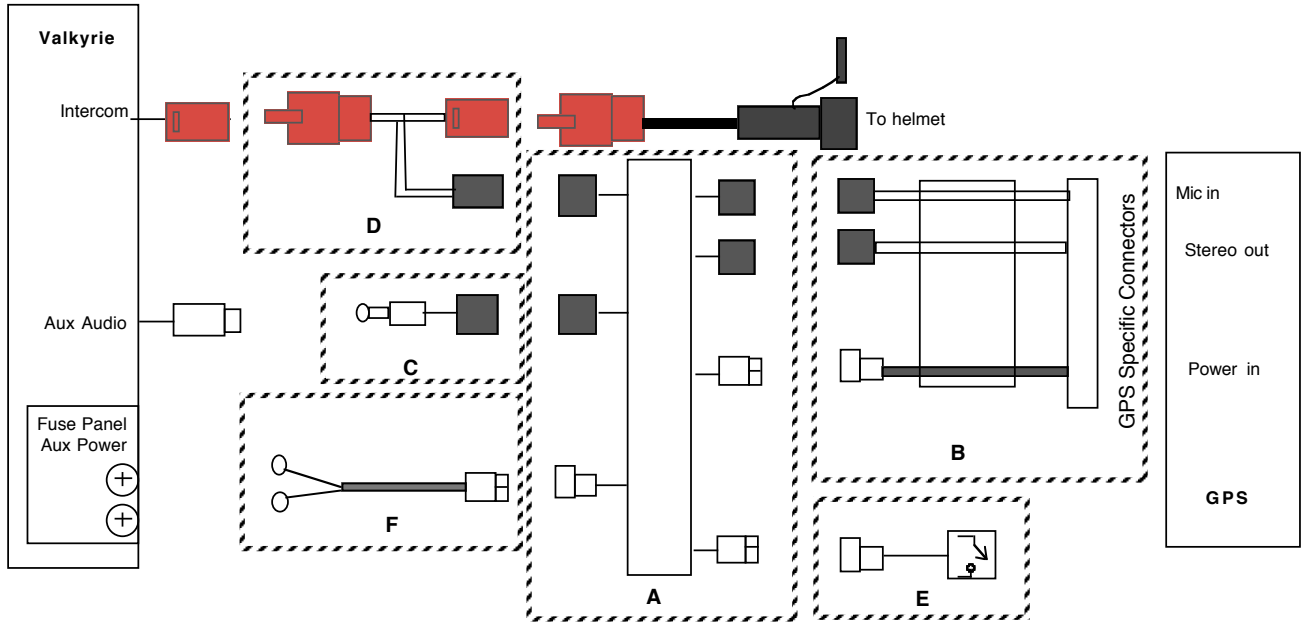 Valkyrie
Intercom
To helmet
Mic in
Stereo out
D
Aux Audio
C
Power in
GPS Specific Connectors
Fuse Panel
Aux Power
B
GPS
F
A
E